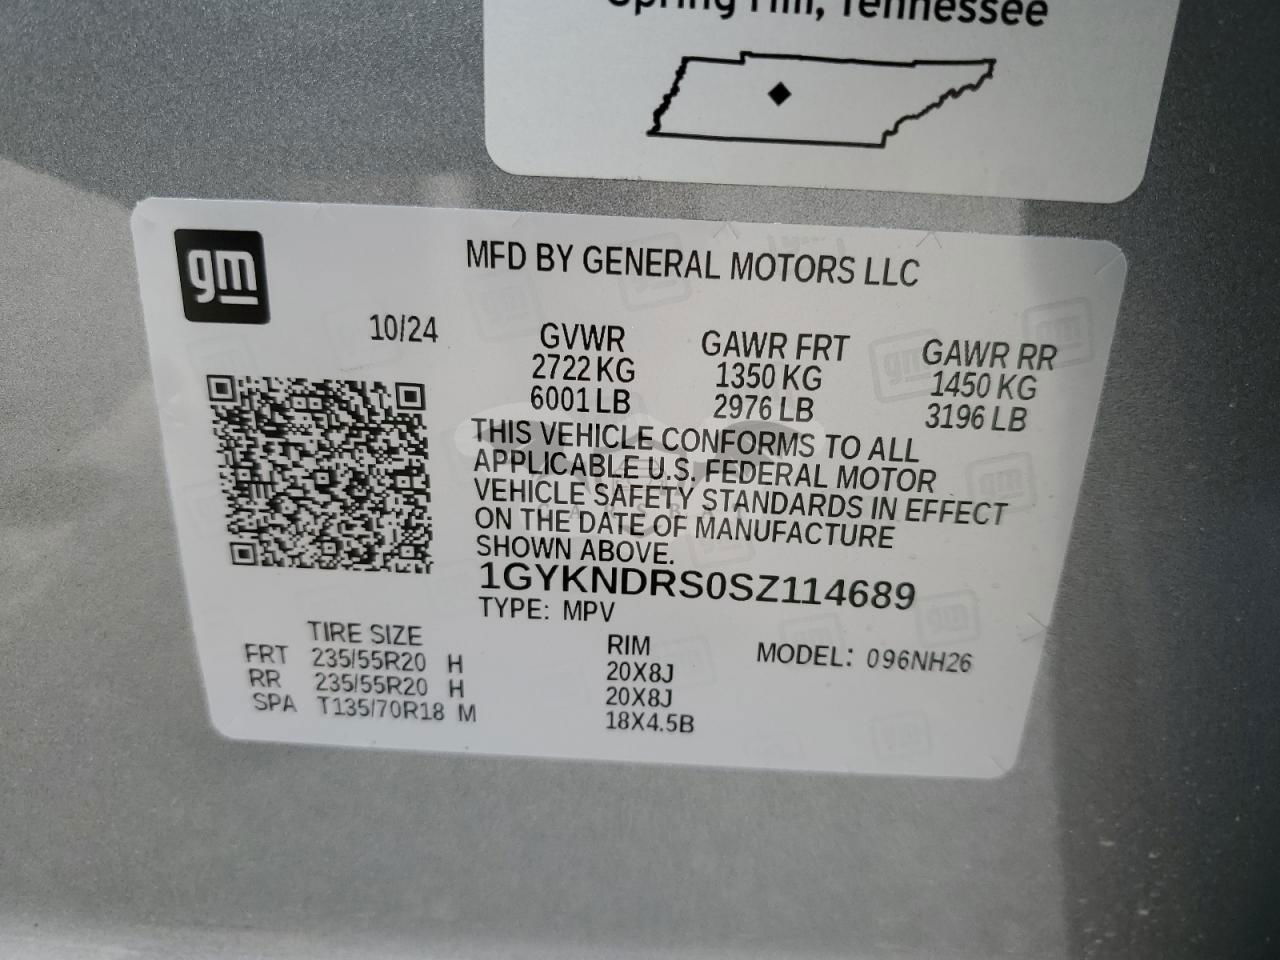 Spring Hill, Tennessee
gm
MFD BY GENERAL MOTORS LLC
10/24
GVWR GAWR FRT GAWR RR
2722 KG 1350 KG 1450 KG
6001 LB 2976 LB 3196 LB
THIS VEHICLE CONFORMS TO ALL
APPLICABLE U.S. FEDERAL MOTOR
VEHICLE SAFETY STANDARDS IN EFFECT
ON THE DATE OF MANUFACTURE
SHOWN ABOVE.
1GYKNDRS0SZ114689
TYPE: MPV
TIRE SIZE RIM MODEL: 096NH26
FRT 235/55R20 H 20X8J
RR 235/55R20 H 20X8J
SPA T135/70R18 M 18X4.5B